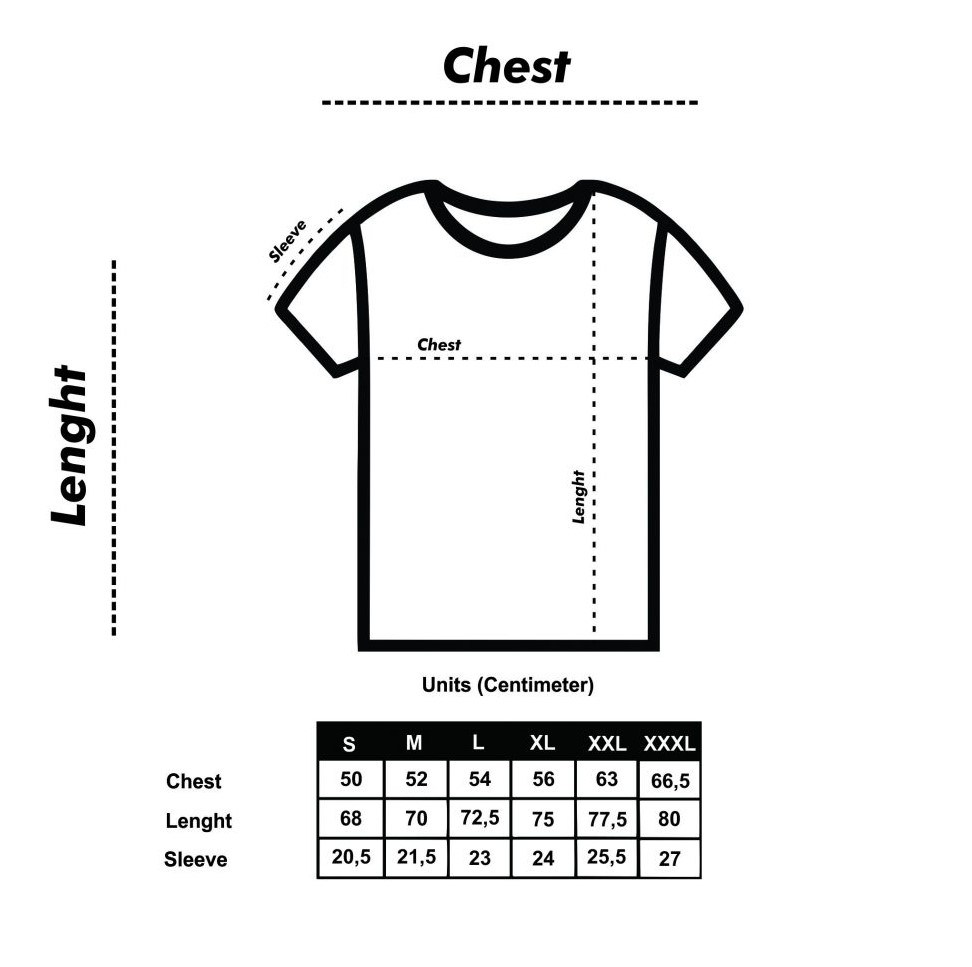 Chest
Sleeve
Chest
Lenght
Lenght
Units (Centimeter)
S M L XL XXL XXXL
Chest 50 52 54 56 63 66,5
Lenght 68 70 72,5 75 77,5 80
Sleeve 20,5 21,5 23 24 25,5 27